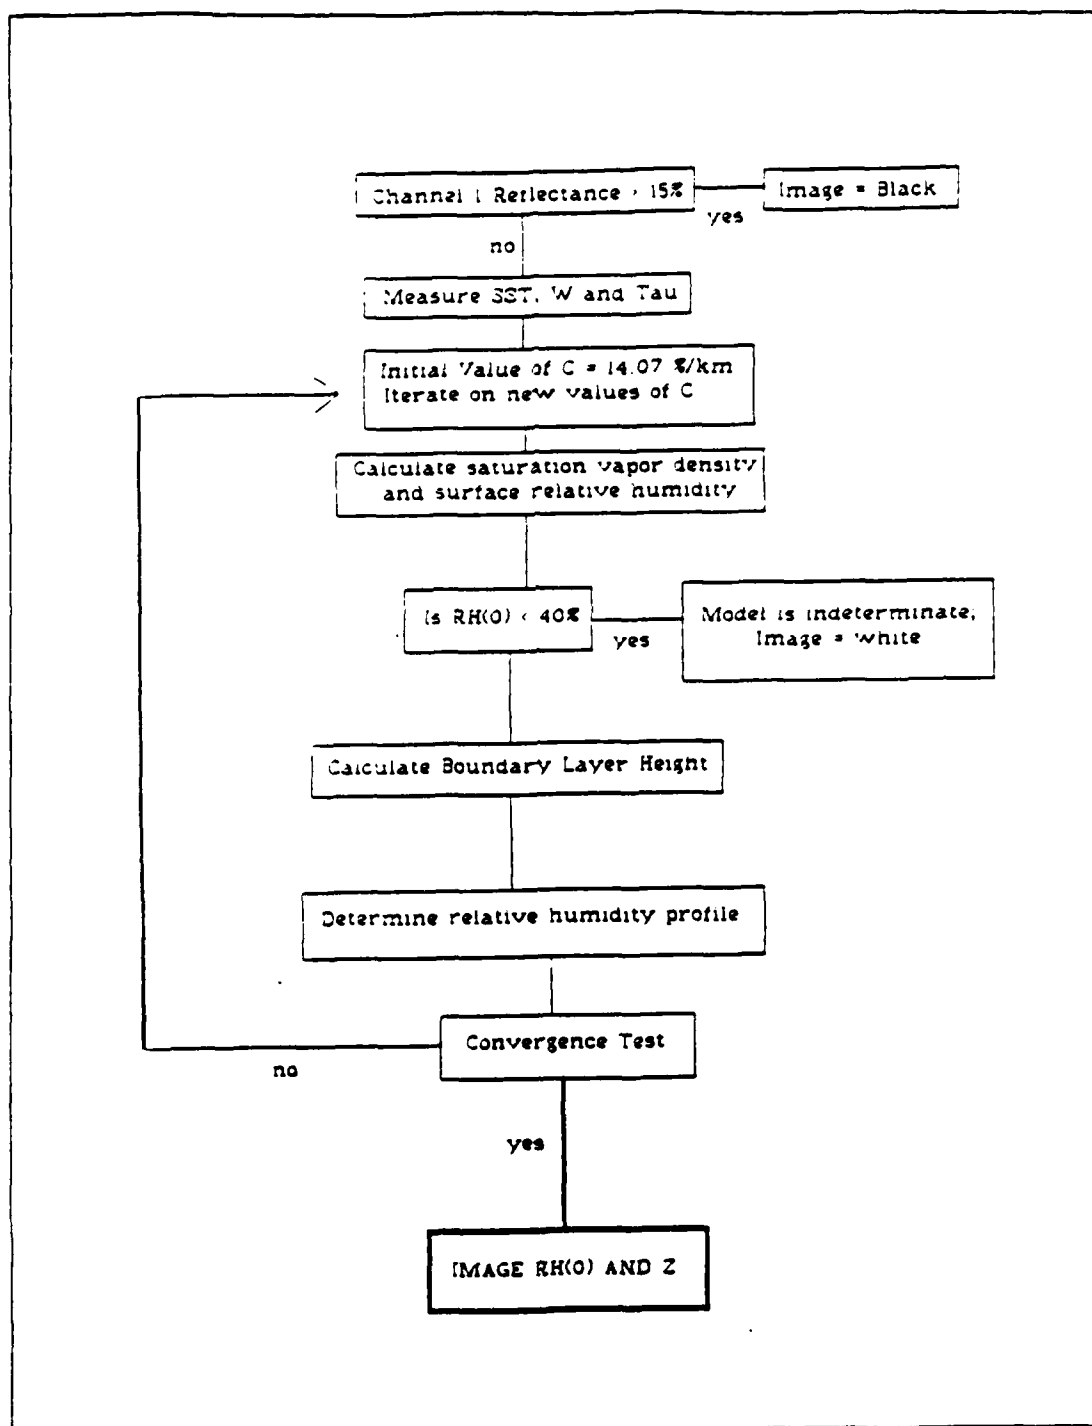 Channel 1 Reflectance > 15%
yes
Image = Black
no
Measure SST, W and Tau
Initial Value of C = 14.07 %/km
Iterate on new values of C
Calculate saturation vapor density
and surface relative humidity
Is RH(0) < 40%
yes
Model is indeterminate;
Image = white
Calculate Boundary Layer Height
Determine relative humidity profile
Convergence Test
no
yes
IMAGE RH(0) AND Z